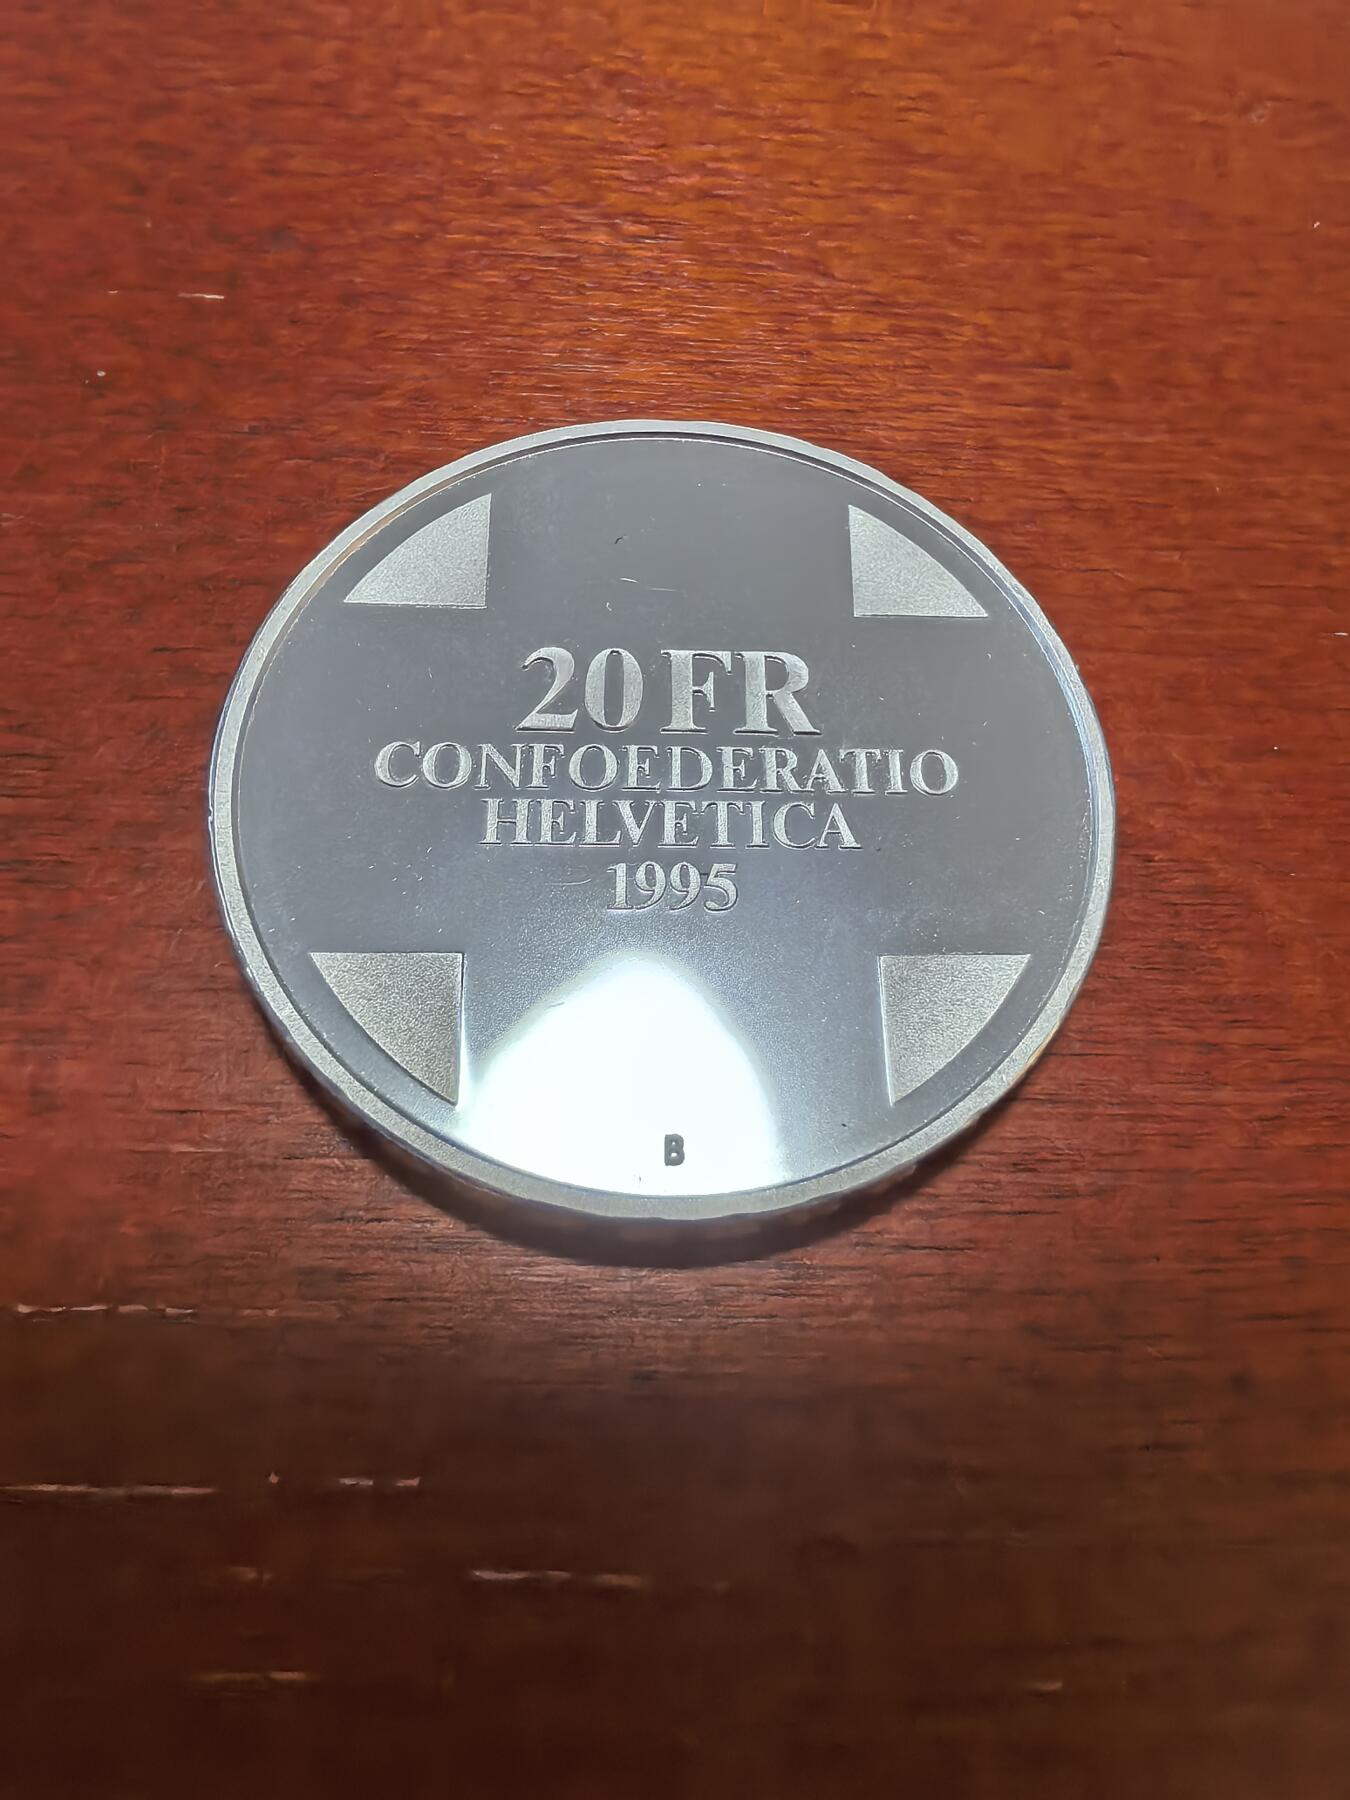 20 FR
CONFOEDERATIO
HELVETICA
1995
B